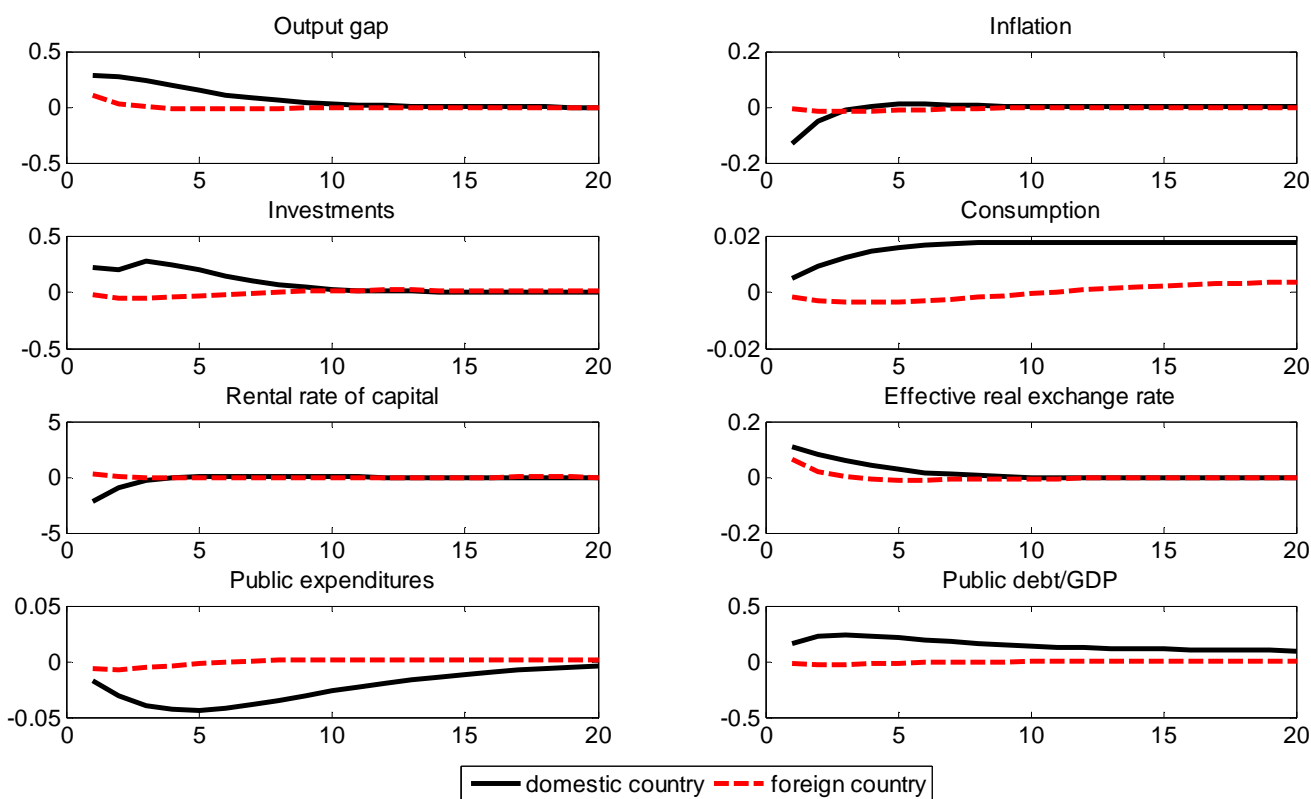 Output gap
0.5
0
-0.5
0 5 10 15 20
Inflation
0.2
0
-0.2
0 5 10 15 20
Investments
0.5
0
-0.5
0 5 10 15 20
Consumption
0.02
0
-0.02
0 5 10 15 20
Rental rate of capital
5
0
-5
0 5 10 15 20
Effective real exchange rate
0.2
0
-0.2
0 5 10 15 20
Public expenditures
0.05
0
-0.05
0 5 10 15 20
Public debt/GDP
0.5
0
-0.5
0 5 10 15 20
domestic country foreign country